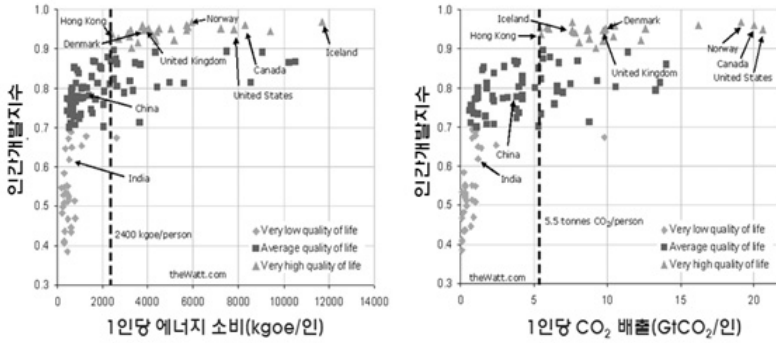 인간개발지수
1.0
0.9
0.8
0.7
0.6
0.5
0.4
0.3
Hong Kong
Norway
Denmark
United Kingdom
Iceland
Canada
United States
China
India
2400 kgoe/person
Very low quality of life
Average quality of life
Very high quality of life
theWatt.com
0 2000 4000 6000 8000 10000 12000 14000
1인당 에너지 소비(kgoe/인)
인간개발지수
1.0
0.9
0.8
0.7
0.6
0.5
0.4
0.3
Iceland
Denmark
Hong Kong
United Kingdom
Norway
Canada
United States
China
India
5.5 tonnes CO₂/person
Very low quality of life
Average quality of life
Very high quality of life
theWatt.com
0 5 10 15 20
1인당 CO₂ 배출(GtCO₂/인)